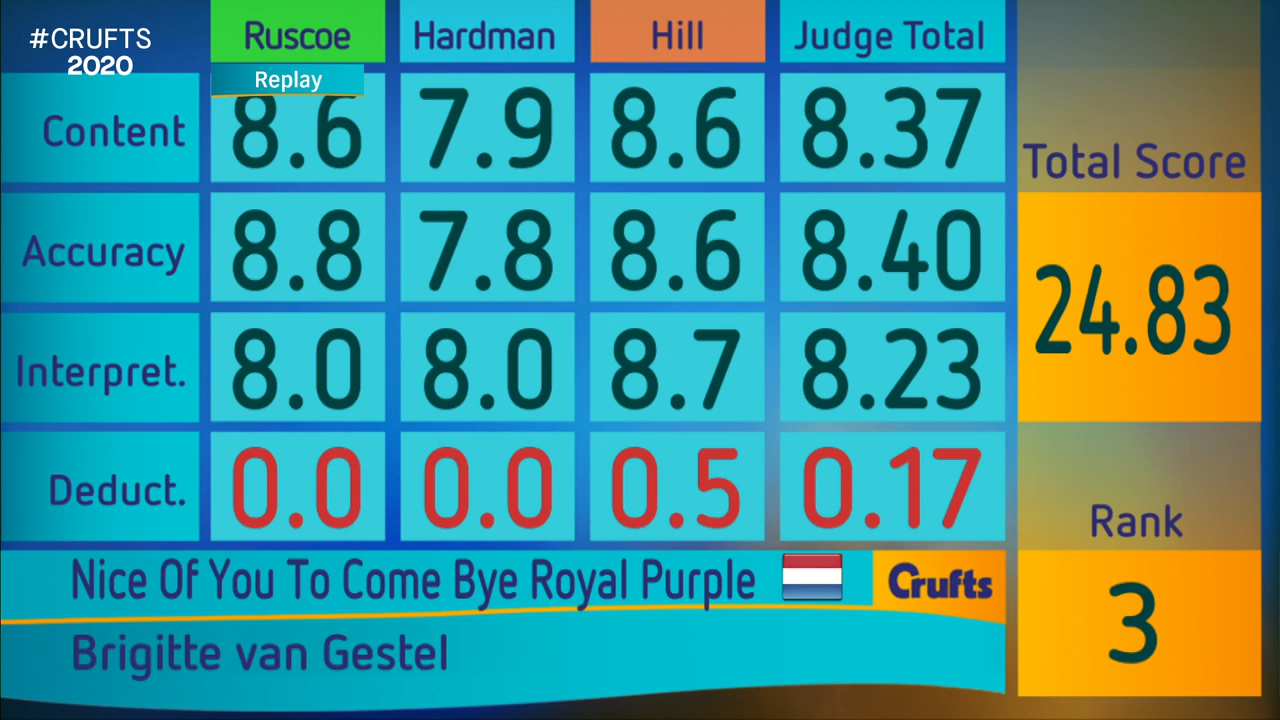 #CRUFTS
2020
Ruscoe Hardman Hill Judge Total
Replay
Content 8.6 7.9 8.6 8.37
Total Score
Accuracy 8.8 7.8 8.6 8.40
24.83
Interpret. 8.0 8.0 8.7 8.23
Deduct. 0.0 0.0 0.5 0.17
Rank
3
Nice Of You To Come Bye Royal Purple Crufts
Brigitte van Gestel